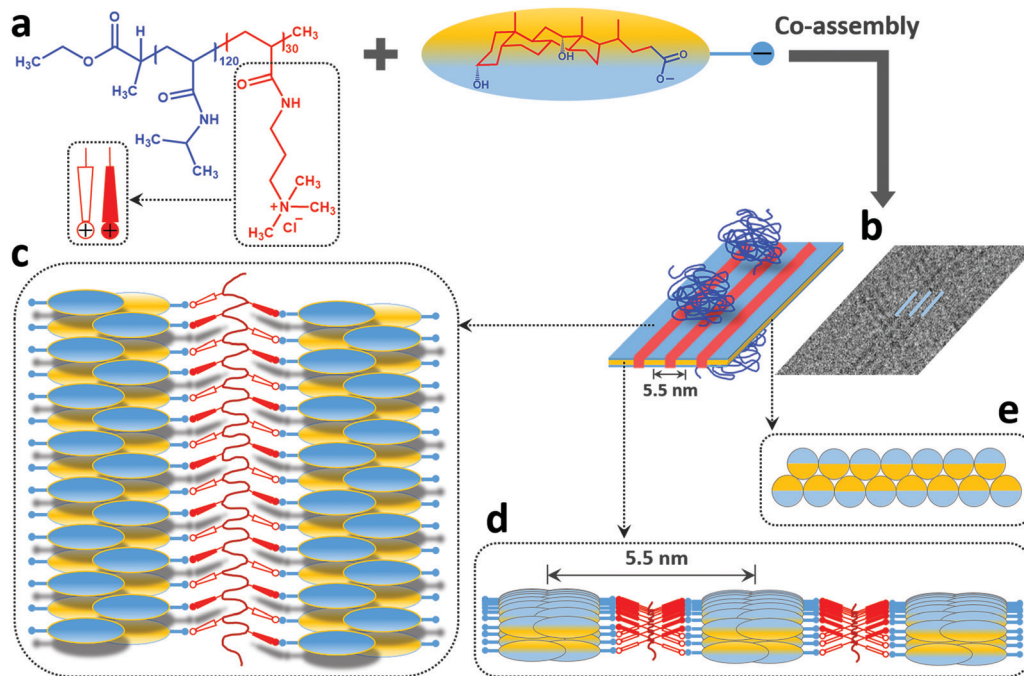 a
H₃C
O
O
H
H₃C
120
CH₃
30
O
NH
H₃C
CH₃
O
NH
CH₃
H₃C
N
+
CH₃
Cl⁻
+
OH
OH
O
O⁻
−
Co-assembly
+ +
b
5.5 nm
c
e
d
5.5 nm